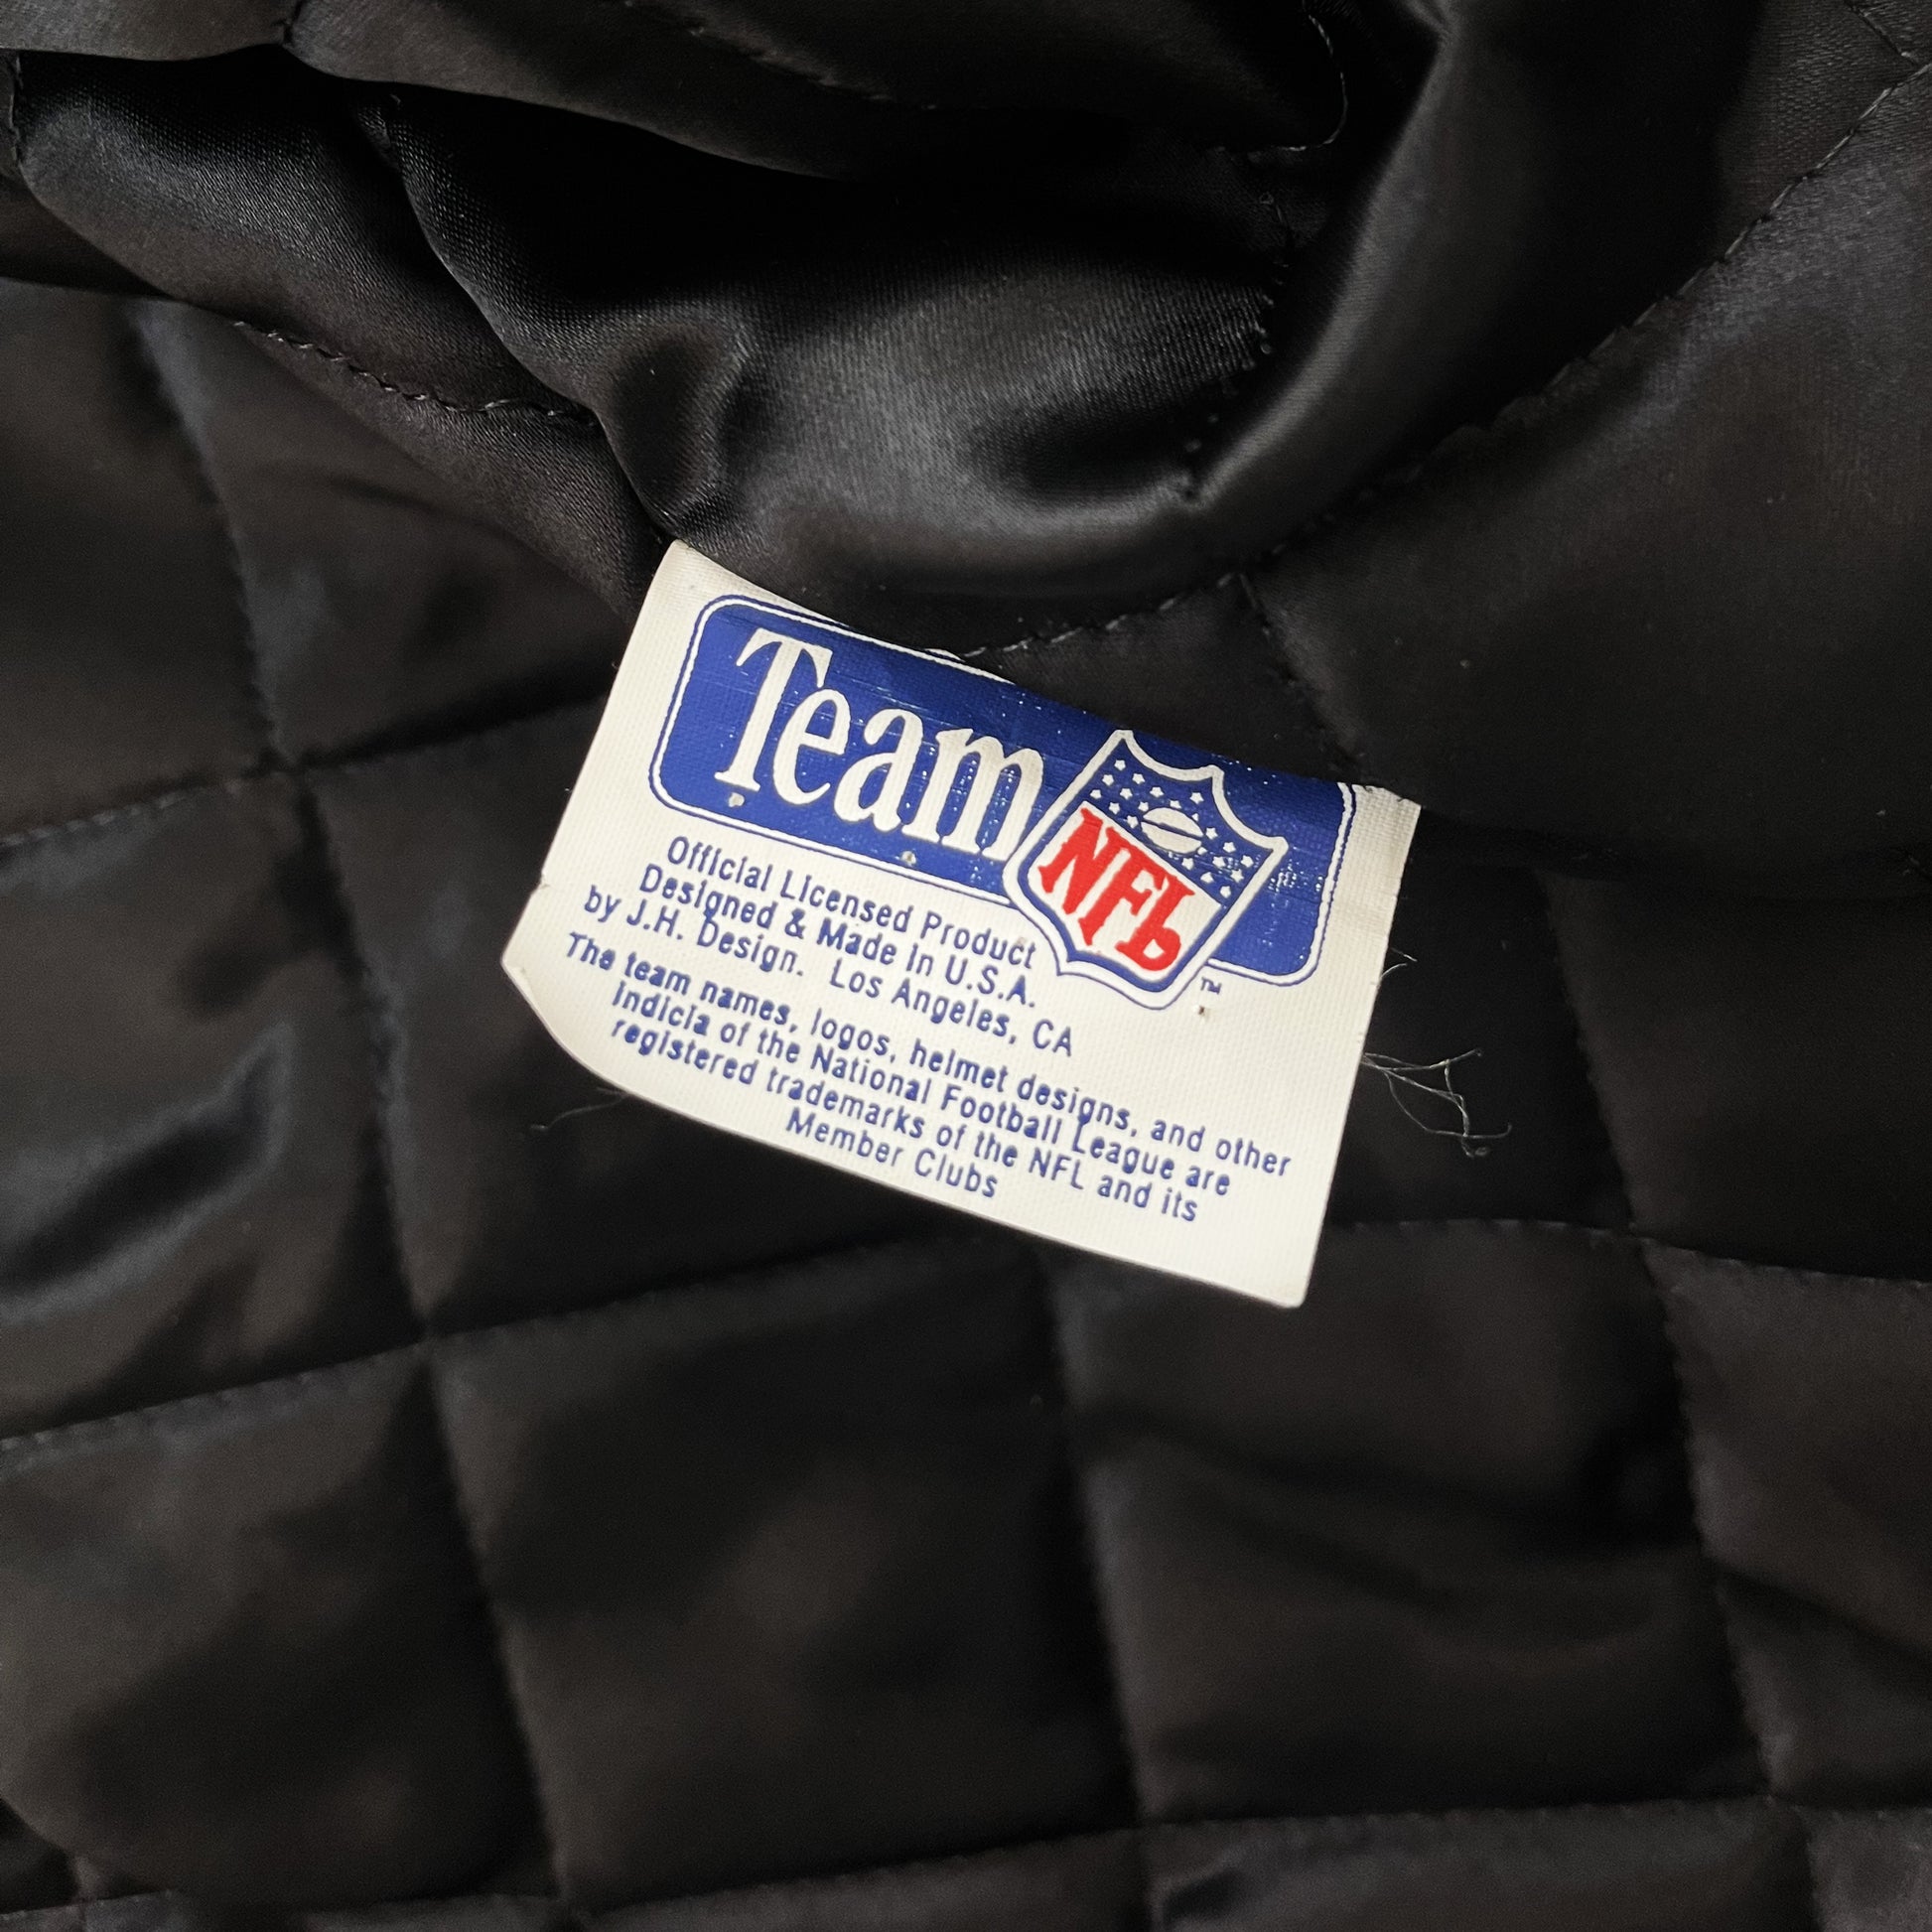 Team
NFL
TM
Official Licensed Product
Designed & Made In U.S.A.
by J.H. Design. Los Angeles, CA
The team names, logos, helmet designs, and other
indicia of the National Football League are
registered trademarks of the NFL and its
Member Clubs